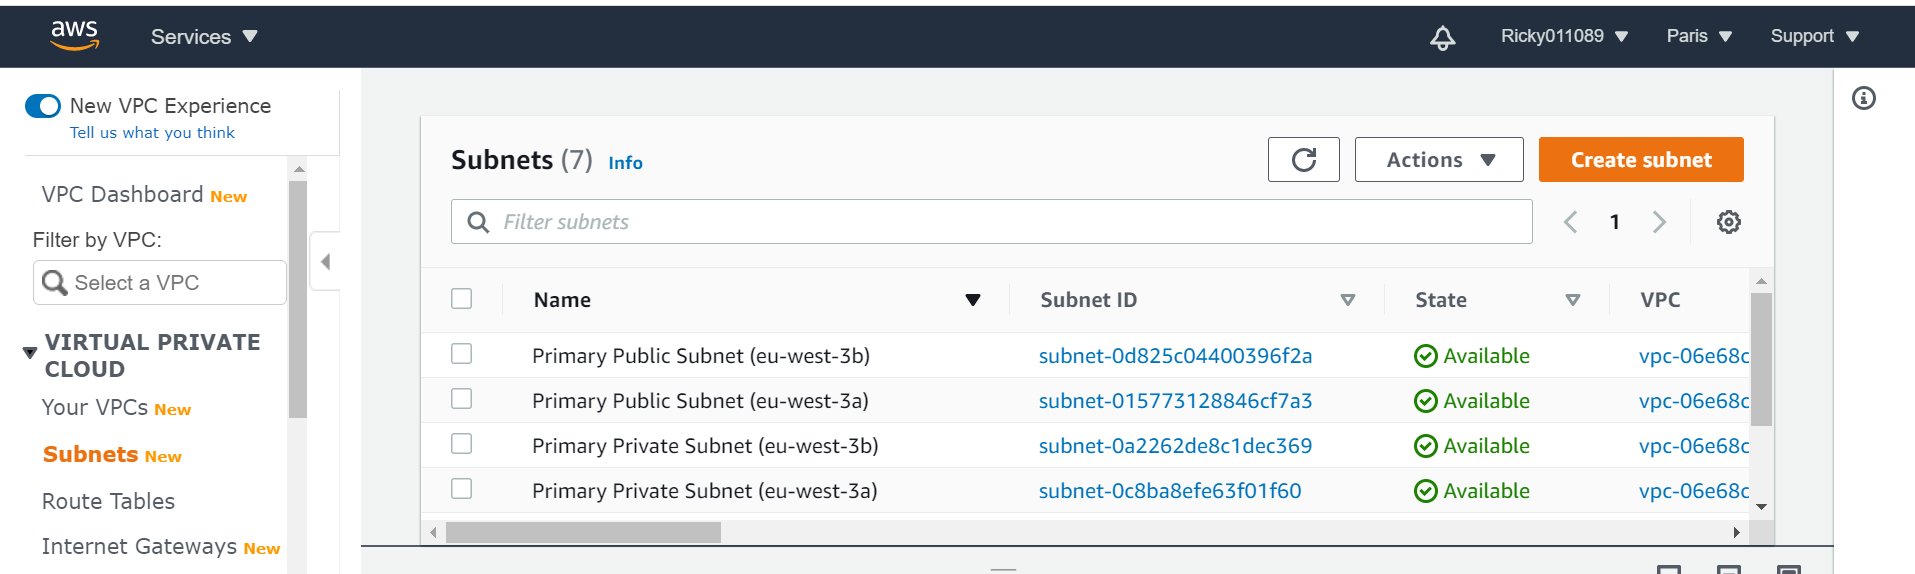 aws
Services
Ricky011089
Paris
Support
New VPC Experience
Tell us what you think
VPC Dashboard New
Filter by VPC:
Select a VPC
VIRTUAL PRIVATE
CLOUD
Your VPCs New
Subnets New
Route Tables
Internet Gateways New
Subnets (7) Info
Actions
Create subnet
Filter subnets
1
Name Subnet ID State VPC
Primary Public Subnet (eu-west-3b) subnet-0d825c04400396f2a Available vpc-06e68c
Primary Public Subnet (eu-west-3a) subnet-015773128846cf7a3 Available vpc-06e68c
Primary Private Subnet (eu-west-3b) subnet-0a2262de8c1dec369 Available vpc-06e68c
Primary Private Subnet (eu-west-3a) subnet-0c8ba8efe63f01f60 Available vpc-06e68c